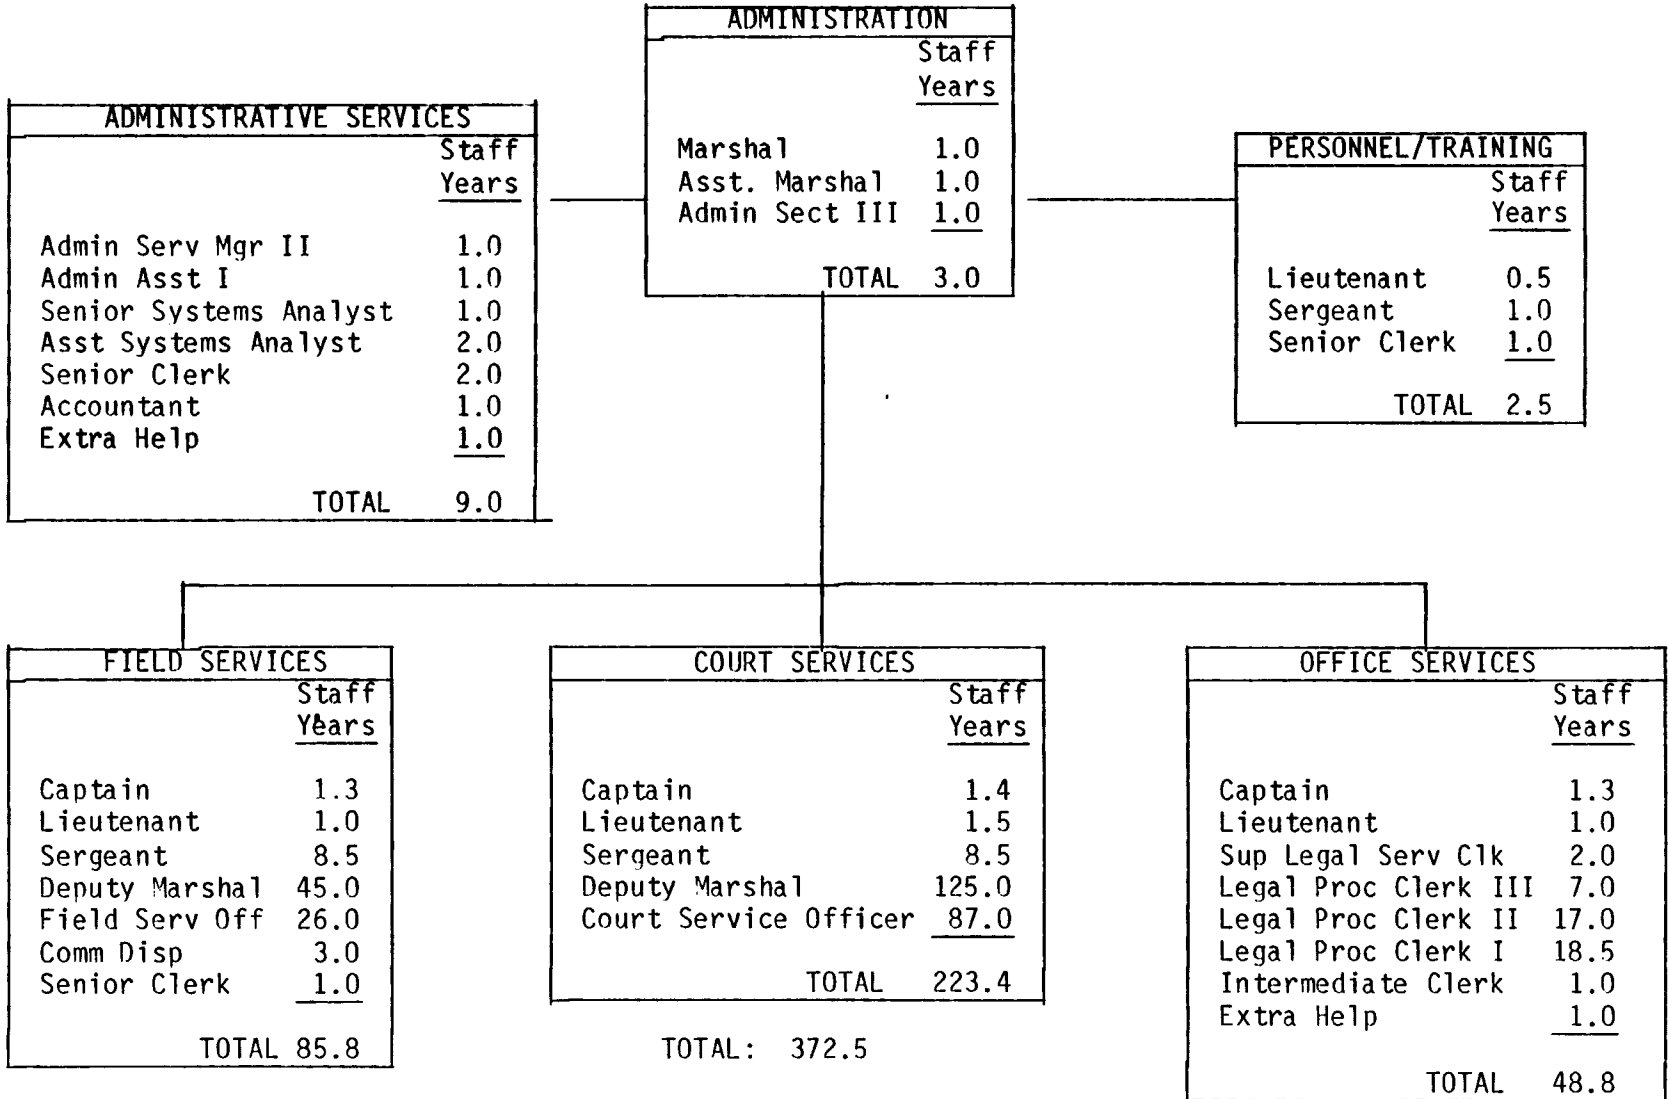 ADMINISTRATION
Staff
Years
Marshal 1.0
Asst. Marshal 1.0
Admin Sect III 1.0
TOTAL 3.0
ADMINISTRATIVE SERVICES
Staff
Years
Admin Serv Mgr II 1.0
Admin Asst I 1.0
Senior Systems Analyst 1.0
Asst Systems Analyst 2.0
Senior Clerk 2.0
Accountant 1.0
Extra Help 1.0
TOTAL 9.0
PERSONNEL/TRAINING
Staff
Years
Lieutenant 0.5
Sergeant 1.0
Senior Clerk 1.0
TOTAL 2.5
FIELD SERVICES
Staff
Years
Captain 1.3
Lieutenant 1.0
Sergeant 8.5
Deputy Marshal 45.0
Field Serv Off 26.0
Comm Disp 3.0
Senior Clerk 1.0
TOTAL 85.8
COURT SERVICES
Staff
Years
Captain 1.4
Lieutenant 1.5
Sergeant 8.5
Deputy Marshal 125.0
Court Service Officer 87.0
TOTAL 223.4
TOTAL: 372.5
OFFICE SERVICES
Staff
Years
Captain 1.3
Lieutenant 1.0
Sup Legal Serv Clk 2.0
Legal Proc Clerk III 7.0
Legal Proc Clerk II 17.0
Legal Proc Clerk I 18.5
Intermediate Clerk 1.0
Extra Help 1.0
TOTAL 48.8